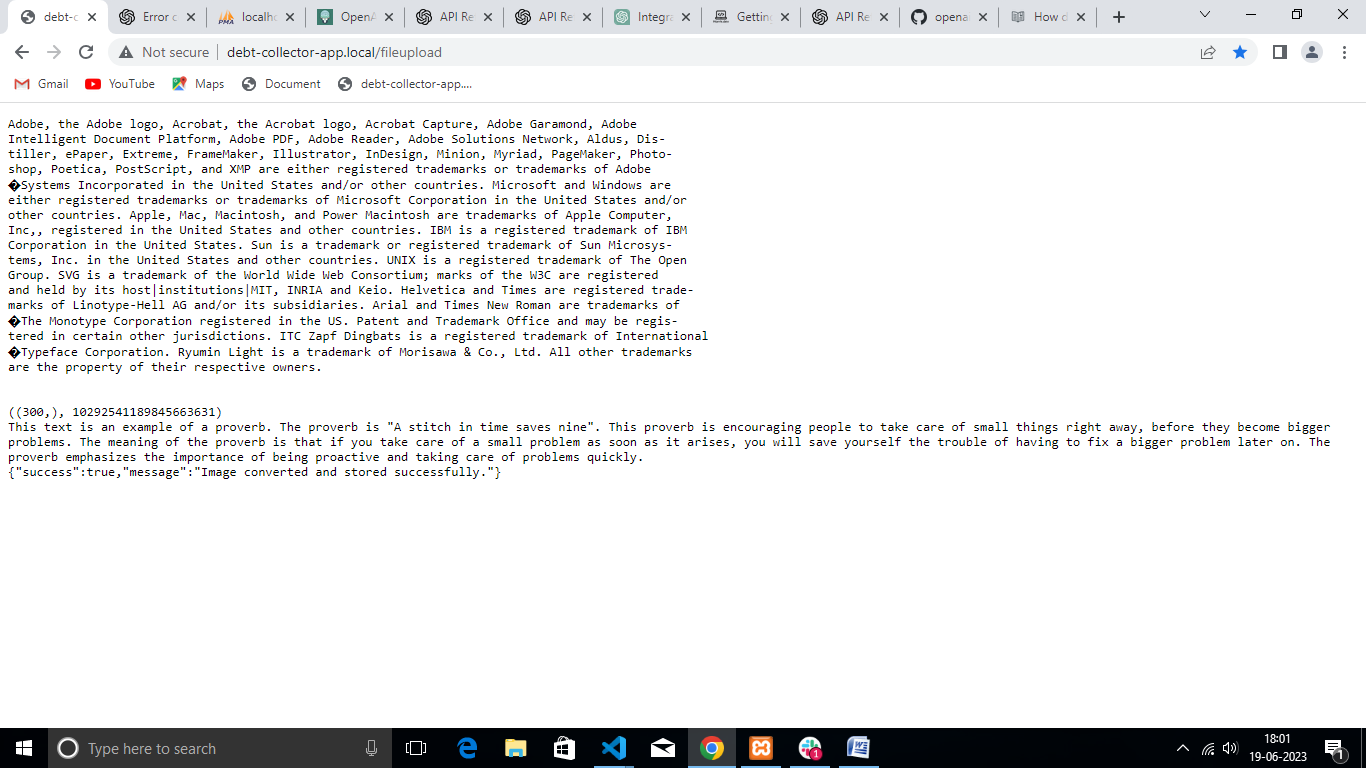 debt-c
Error c
localho
OpenA
API Re
API Re
Integra
Getting
API Re
opena
How d
Not secure
debt-collector-app.local/fileupload
Gmail
YouTube
Maps
Document
debt-collector-app....
Adobe, the Adobe logo, Acrobat, the Acrobat logo, Acrobat Capture, Adobe Garamond, Adobe
Intelligent Document Platform, Adobe PDF, Adobe Reader, Adobe Solutions Network, Aldus, Dis-
tiller, ePaper, Extreme, FrameMaker, Illustrator, InDesign, Minion, Myriad, PageMaker, Photo-
shop, Poetica, PostScript, and XMP are either registered trademarks or trademarks of Adobe
�Systems Incorporated in the United States and/or other countries. Microsoft and Windows are
either registered trademarks or trademarks of Microsoft Corporation in the United States and/or
other countries. Apple, Mac, Macintosh, and Power Macintosh are trademarks of Apple Computer,
Inc,, registered in the United States and other countries. IBM is a registered trademark of IBM
Corporation in the United States. Sun is a trademark or registered trademark of Sun Microsys-
tems, Inc. in the United States and other countries. UNIX is a registered trademark of The Open
Group. SVG is a trademark of the World Wide Web Consortium; marks of the W3C are registered
and held by its host|institutions|MIT, INRIA and Keio. Helvetica and Times are registered trade-
marks of Linotype-Hell AG and/or its subsidiaries. Arial and Times New Roman are trademarks of
�The Monotype Corporation registered in the US. Patent and Trademark Office and may be regis-
tered in certain other jurisdictions. ITC Zapf Dingbats is a registered trademark of International
�Typeface Corporation. Ryumin Light is a trademark of Morisawa & Co., Ltd. All other trademarks
are the property of their respective owners.
((300,), 10292541189845663631)
This text is an example of a proverb. The proverb is "A stitch in time saves nine". This proverb is encouraging people to take care of small things right away, before they become bigger
problems. The meaning of the proverb is that if you take care of a small problem as soon as it arises, you will save yourself the trouble of having to fix a bigger problem later on. The
proverb emphasizes the importance of being proactive and taking care of problems quickly.
{"success":true,"message":"Image converted and stored successfully."}
Type here to search
18:01
19-06-2023